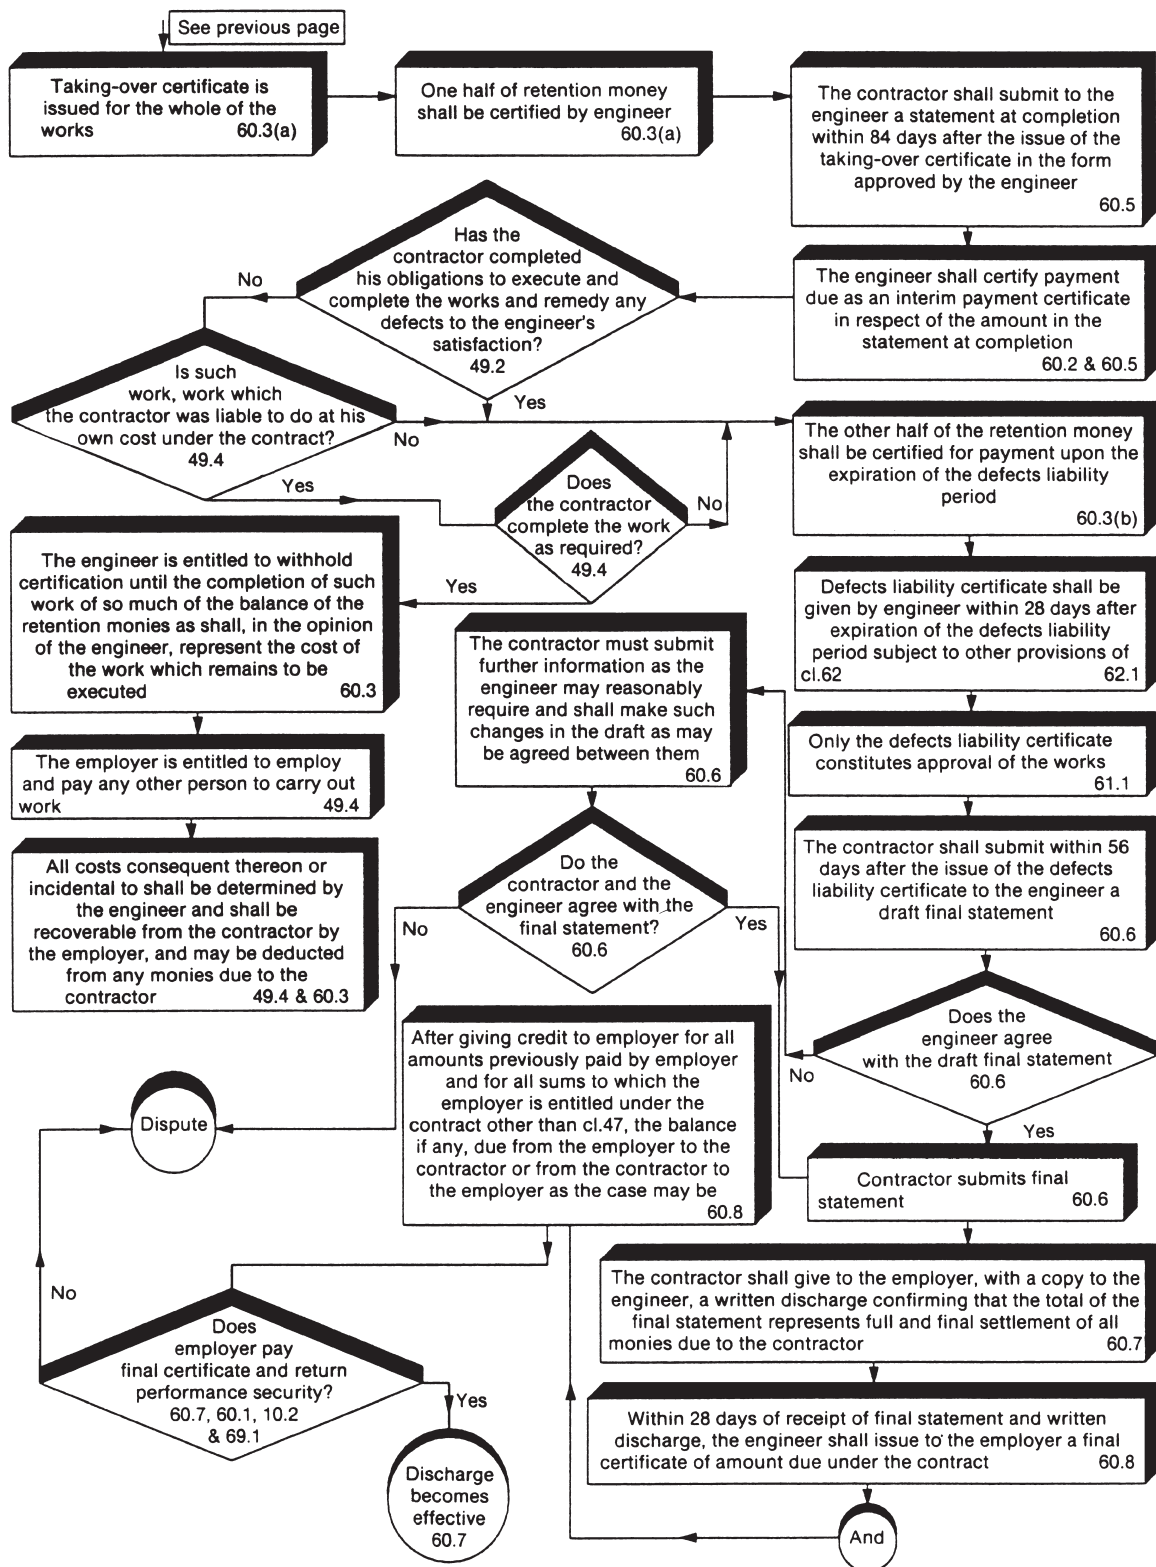 See previous page
Taking-over certificate is
issued for the whole of the
works 60.3(a)
One half of retention money
shall be certified by engineer
60.3(a)
The contractor shall submit to the
engineer a statement at completion
within 84 days after the issue of the
taking-over certificate in the form
approved by the engineer
60.5
The engineer shall certify payment
due as an interim payment certificate
in respect of the amount in the
statement at completion
60.2 & 60.5
Has the
contractor completed
his obligations to execute and
complete the works and remedy any
defects to the engineer's
satisfaction?
49.2
No
Yes
Is such
work, work which
the contractor was liable to do at his
own cost under the contract?
49.4
No
Yes
Does
the contractor
complete the work
as required?
49.4
No
Yes
The other half of the retention money
shall be certified for payment upon the
expiration of the defects liability
period
60.3(b)
The engineer is entitled to withhold
certification until the completion of such
work of so much of the balance of the
retention monies as shall, in the opinion
of the engineer, represent the cost of
the work which remains to be
executed 60.3
The employer is entitled to employ
and pay any other person to carry out
work 49.4
All costs consequent thereon or
incidental to shall be determined by
the engineer and shall be
recoverable from the contractor by
the employer, and may be deducted
from any monies due to the
contractor 49.4 & 60.3
Defects liability certificate shall be
given by engineer within 28 days after
expiration of the defects liability
period subject to other provisions of
cl.62 62.1
Only the defects liability certificate
constitutes approval of the works
61.1
The contractor shall submit within 56
days after the issue of the defects
liability certificate to the engineer a
draft final statement
60.6
Does the
engineer agree
with the draft final statement
60.6
No
Yes
The contractor must submit
further information as the
engineer may reasonably
require and shall make such
changes in the draft as may
be agreed between them
60.6
Do the
contractor and the
engineer agree with the
final statement?
60.6
No
Yes
Contractor submits final
statement 60.6
The contractor shall give to the employer, with a copy to the
engineer, a written discharge confirming that the total of the
final statement represents full and final settlement of all
monies due to the contractor 60.7
Within 28 days of receipt of final statement and written
discharge, the engineer shall issue to the employer a final
certificate of amount due under the contract 60.8
And
After giving credit to employer for all
amounts previously paid by employer
and for all sums to which the
employer is entitled under the
contract other than cl.47, the balance
if any, due from the employer to the
contractor or from the contractor to
the employer as the case may be
60.8
Does
employer pay
final certificate and return
performance security?
60.7, 60.1, 10.2
& 69.1
No
Yes
Dispute
Discharge
becomes
effective
60.7